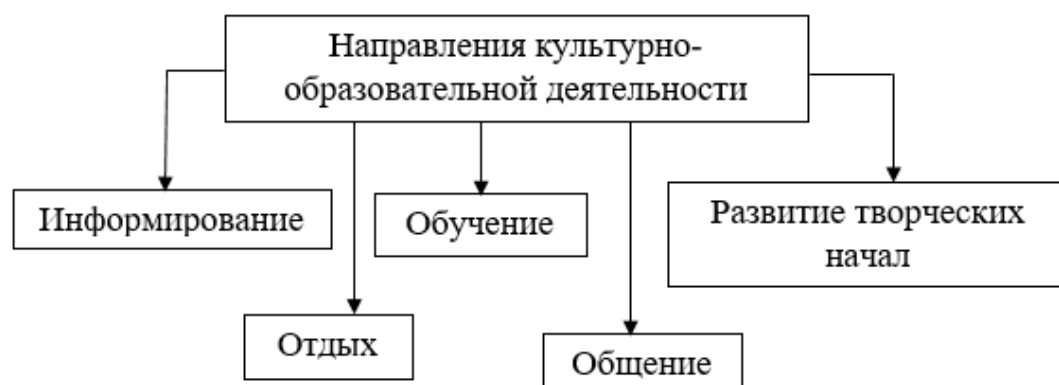 Направления культурно-
образовательной деятельности
Информирование
Обучение
Развитие творческих
начал
Отдых
Общение